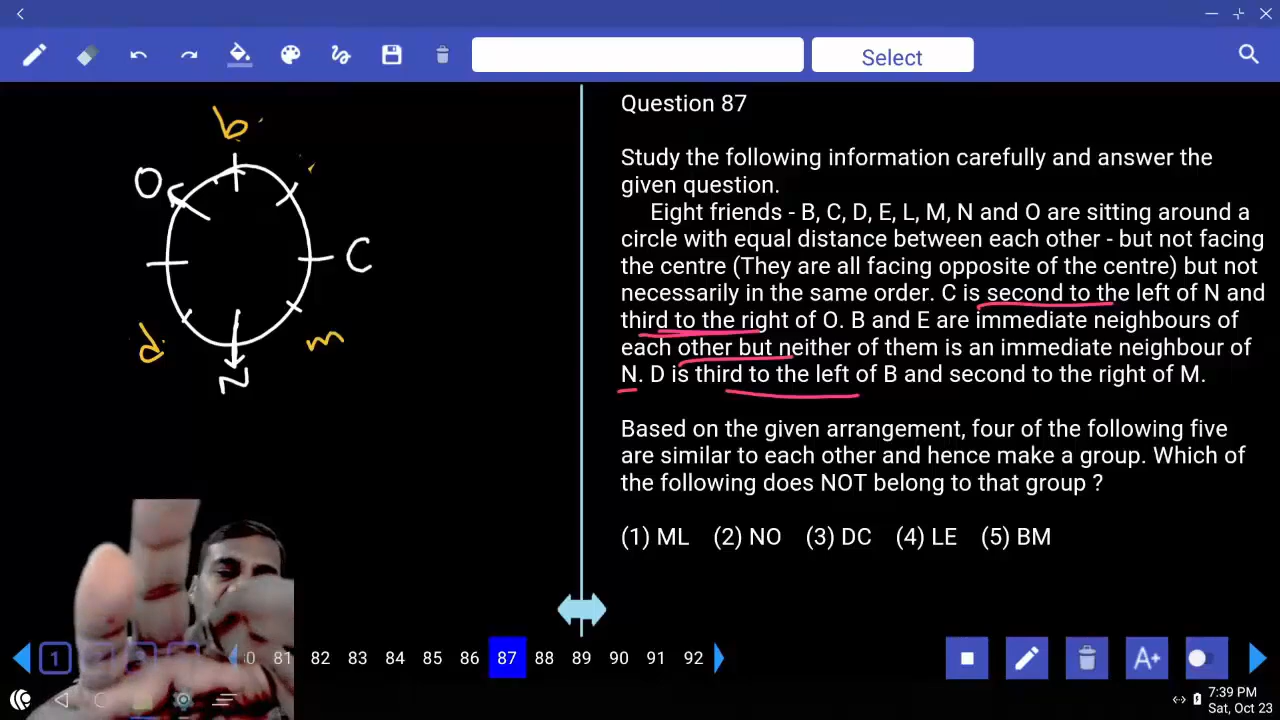 Select
b
O
C
d
m
N
Question 87
Study the following information carefully and answer the
given question.
Eight friends - B, C, D, E, L, M, N and O are sitting around a
circle with equal distance between each other - but not facing
the centre (They are all facing opposite of the centre) but not
necessarily in the same order. C is second to the left of N and
third to the right of O. B and E are immediate neighbours of
each other but neither of them is an immediate neighbour of
N. D is third to the left of B and second to the right of M.
Based on the given arrangement, four of the following five
are similar to each other and hence make a group. Which of
the following does NOT belong to that group ?
(1) ML (2) NO (3) DC (4) LE (5) BM
1 81 82 83 84 85 86 87 88 89 90 91 92
A+
7:39 PM
Sat, Oct 23